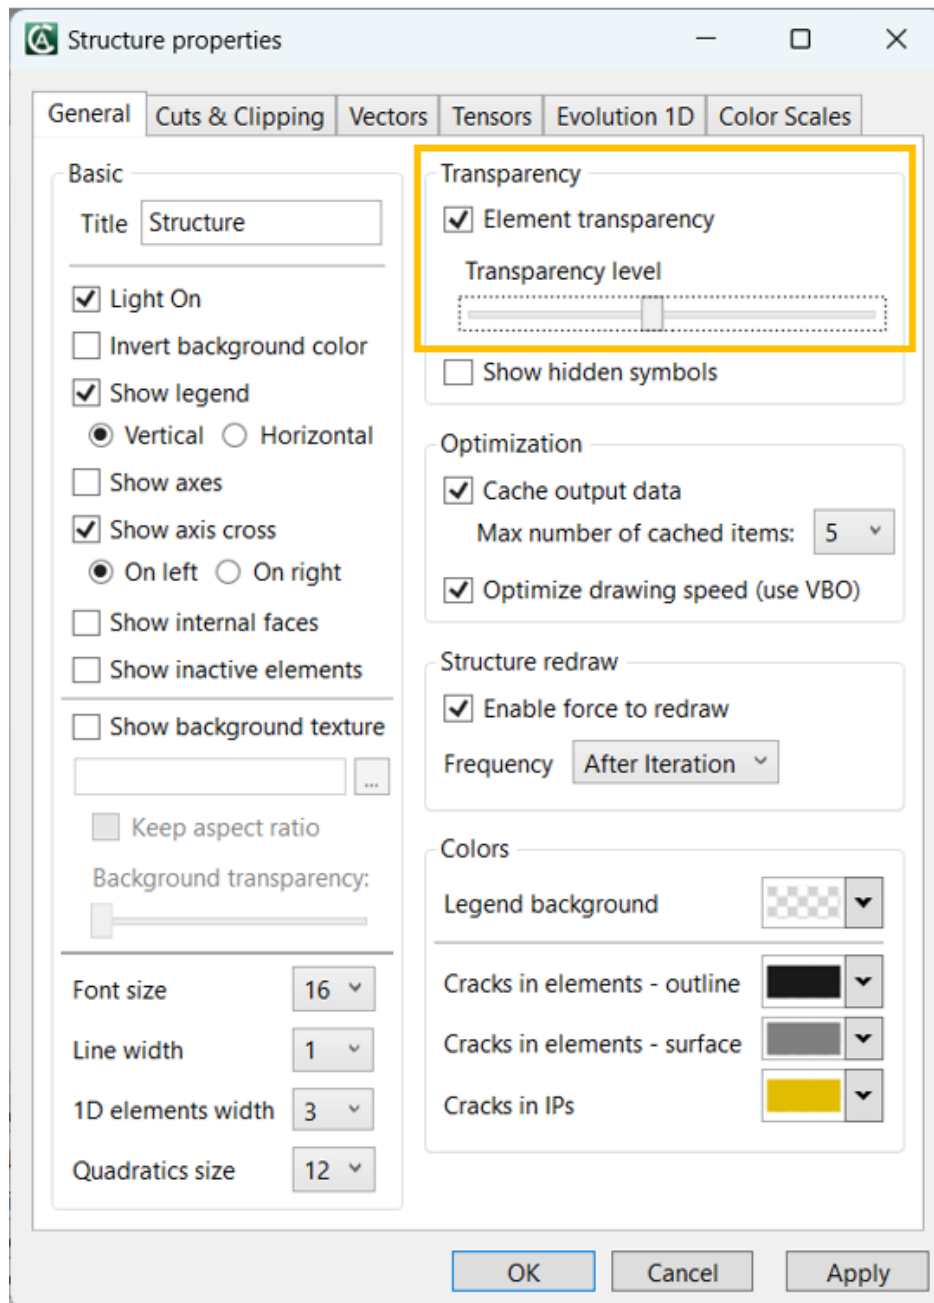 Structure properties
General
Cuts & Clipping
Vectors
Tensors
Evolution 1D
Color Scales
Basic
Title
Structure
Light On
Invert background color
Show legend
Vertical
Horizontal
Show axes
Show axis cross
On left
On right
Show internal faces
Show inactive elements
Show background texture
...
Keep aspect ratio
Background transparency:
Font size
16
Line width
1
1D elements width
3
Quadratics size
12
Transparency
Element transparency
Transparency level
Show hidden symbols
Optimization
Cache output data
Max number of cached items:
5
Optimize drawing speed (use VBO)
Structure redraw
Enable force to redraw
Frequency
After Iteration
Colors
Legend background
Cracks in elements - outline
Cracks in elements - surface
Cracks in IPs
OK
Cancel
Apply